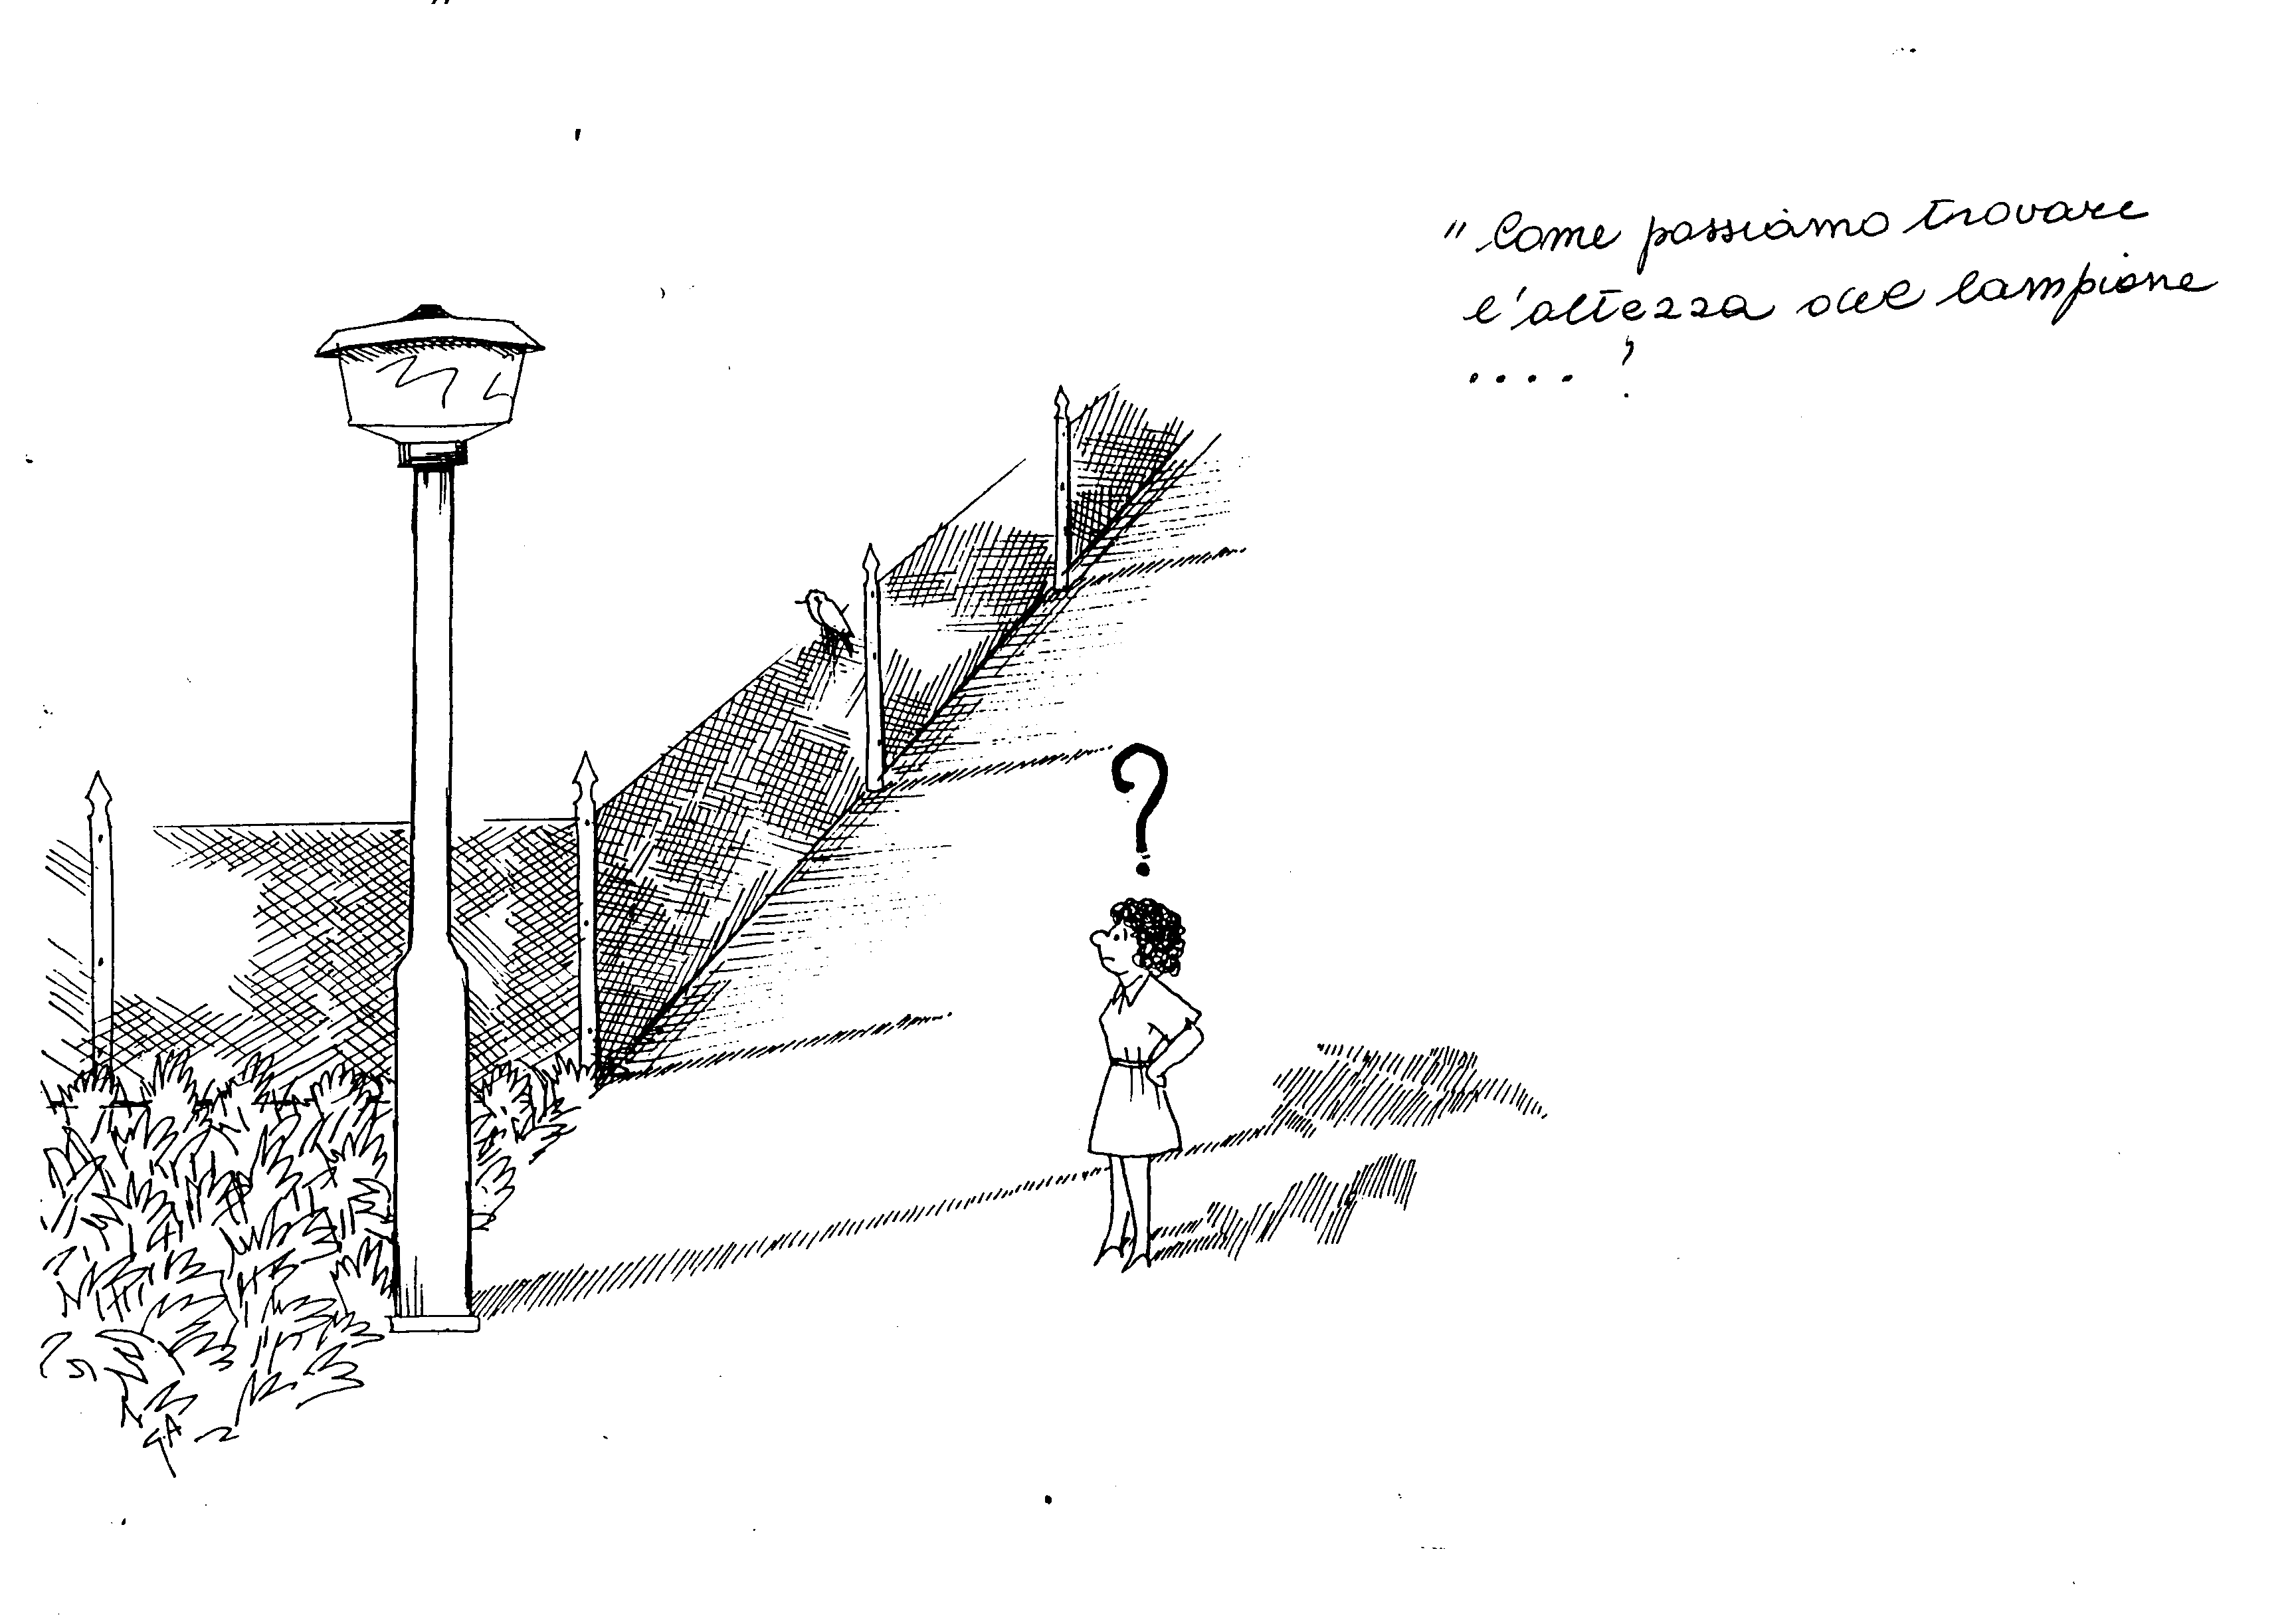 " Come possiamo trovare
l'altezza del lampione
.... ?
?